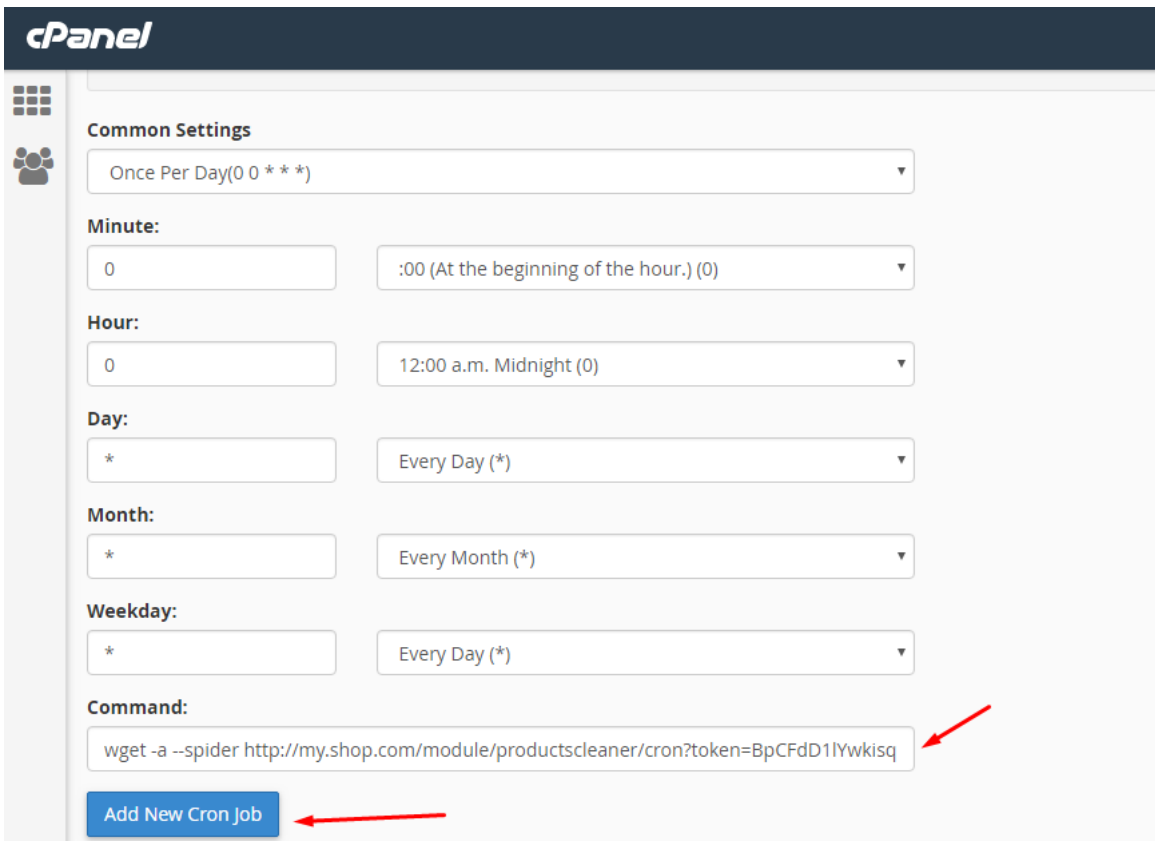 cPanel
Common Settings
Once Per Day(0 0 * * *)
Minute:
0 :00 (At the beginning of the hour.) (0)
Hour:
0 12:00 a.m. Midnight (0)
Day:
* Every Day (*)
Month:
* Every Month (*)
Weekday:
* Every Day (*)
Command:
wget -a --spider http://my.shop.com/module/productscleaner/cron?token=BpCFdD1lYwkisq
Add New Cron Job